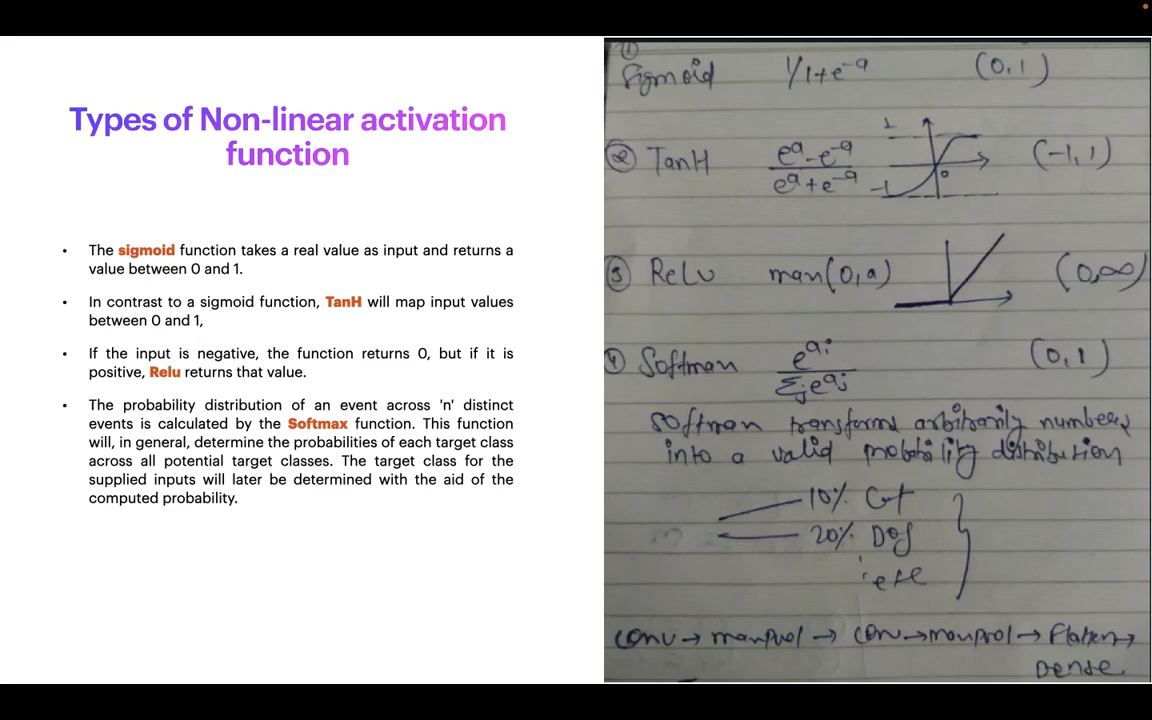 Types of Non-linear activation
function
• The sigmoid function takes a real value as input and returns a
value between 0 and 1.
• In contrast to a sigmoid function, TanH will map input values
between 0 and 1,
• If the input is negative, the function returns 0, but if it is
positive, Relu returns that value.
• The probability distribution of an event across 'n' distinct
events is calculated by the Softmax function. This function
will, in general, determine the probabilities of each target class
across all potential target classes. The target class for the
supplied inputs will later be determined with the aid of the
computed probability.
① Sigmoid 1/1+e^-a (0,1)
② TanH (e^a - e^-a)/(e^a + e^-a) 1 0 -1 (-1,1)
③ Relu max(0,a) (0,∞)
④ Softmax e^ai/Σj e^aj (0,1)
Softmax transforms arbitrarily numbers
into a valid probability distribution
10% Cat
20% Dog
etc
conv → maxpool → conv → maxpool → Flatten →
Dense